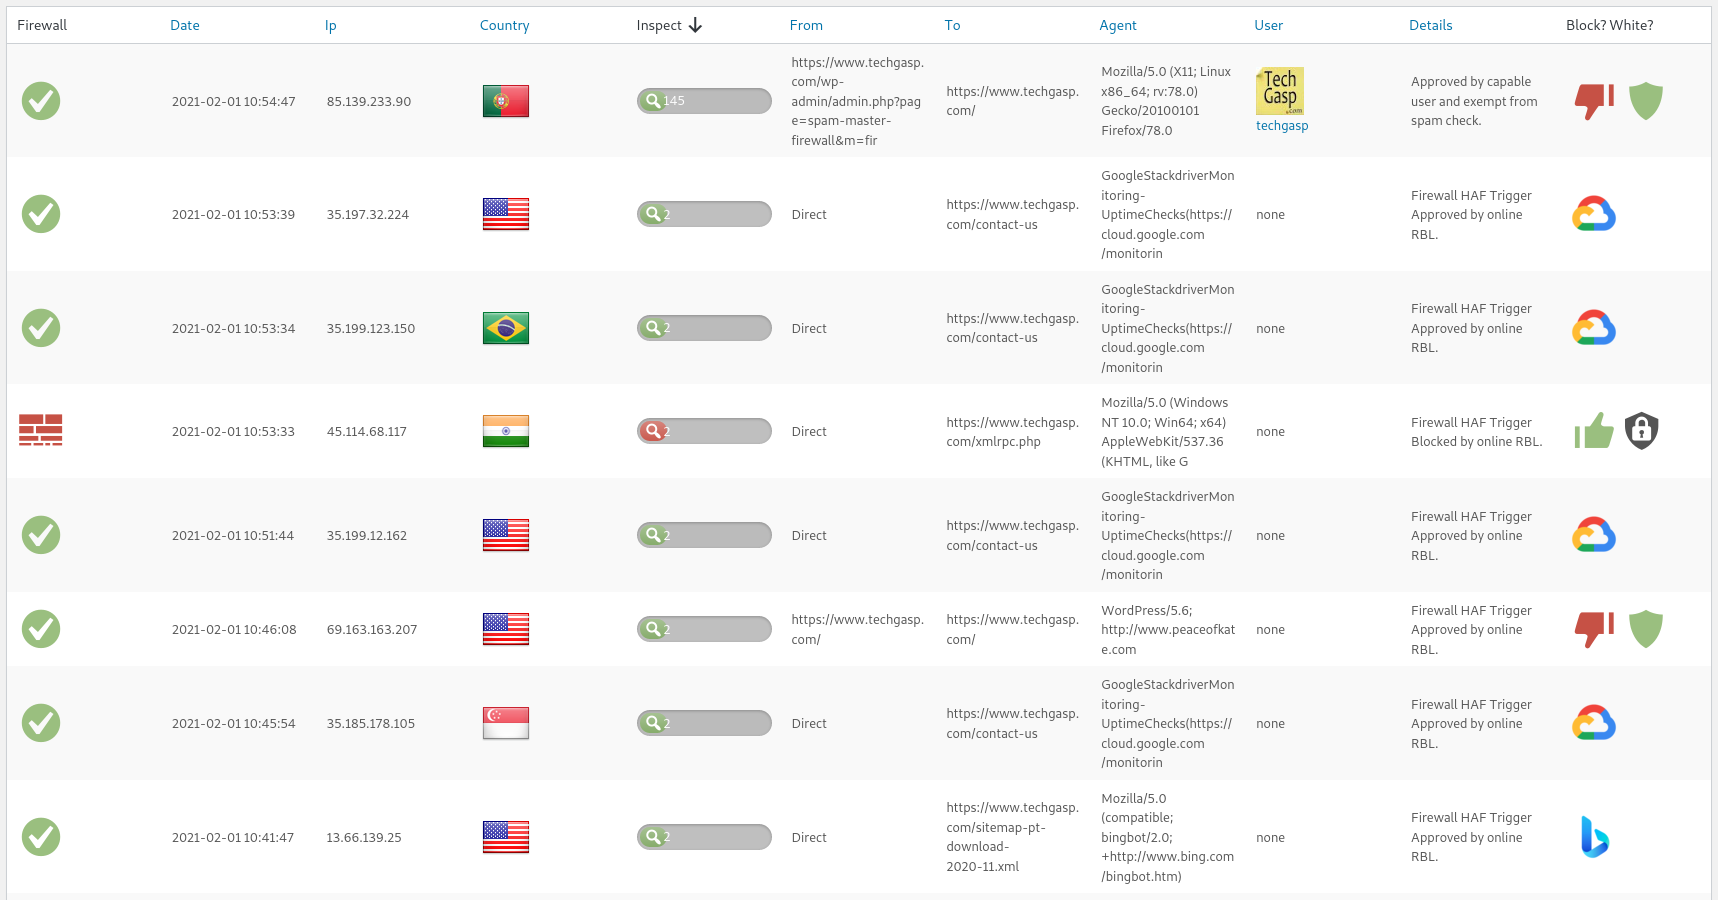 Firewall Date Ip Country Inspect From To Agent User Details Block? White?
2021-02-01 10:54:47
85.139.233.90
145
https://www.techgasp.
com/wp-
admin/admin.php?pag
e=spam-master-
firewall&m=fir
https://www.techgasp.
com/
Mozilla/5.0 (X11; Linux
x86_64; rv:78.0)
Gecko/20100101
Firefox/78.0
Tech
Gasp
.com
techgasp
Approved by capable
user and exempt from
spam check.
2021-02-01 10:53:39
35.197.32.224
2
Direct
https://www.techgasp.
com/contact-us
GoogleStackdriverMon
itoring-
UptimeChecks(https://
cloud.google.com
/monitorin
none
Firewall HAF Trigger
Approved by online
RBL.
2021-02-01 10:53:34
35.199.123.150
2
Direct
https://www.techgasp.
com/contact-us
GoogleStackdriverMon
itoring-
UptimeChecks(https://
cloud.google.com
/monitorin
none
Firewall HAF Trigger
Approved by online
RBL.
2021-02-01 10:53:33
45.114.68.117
2
Direct
https://www.techgasp.
com/xmlrpc.php
Mozilla/5.0 (Windows
NT 10.0; Win64; x64)
AppleWebKit/537.36
(KHTML, like G
none
Firewall HAF Trigger
Blocked by online RBL.
2021-02-01 10:51:44
35.199.12.162
2
Direct
https://www.techgasp.
com/contact-us
GoogleStackdriverMon
itoring-
UptimeChecks(https://
cloud.google.com
/monitorin
none
Firewall HAF Trigger
Approved by online
RBL.
2021-02-01 10:46:08
69.163.163.207
2
https://www.techgasp.
com/
https://www.techgasp.
com/
WordPress/5.6;
http://www.peaceofkat
e.com
none
Firewall HAF Trigger
Approved by online
RBL.
2021-02-01 10:45:54
35.185.178.105
2
Direct
https://www.techgasp.
com/contact-us
GoogleStackdriverMon
itoring-
UptimeChecks(https://
cloud.google.com
/monitorin
none
Firewall HAF Trigger
Approved by online
RBL.
2021-02-01 10:41:47
13.66.139.25
2
Direct
https://www.techgasp.
com/sitemap-pt-
download-
2020-11.xml
Mozilla/5.0
(compatible;
bingbot/2.0;
+http://www.bing.com
/bingbot.htm)
none
Firewall HAF Trigger
Approved by online
RBL.